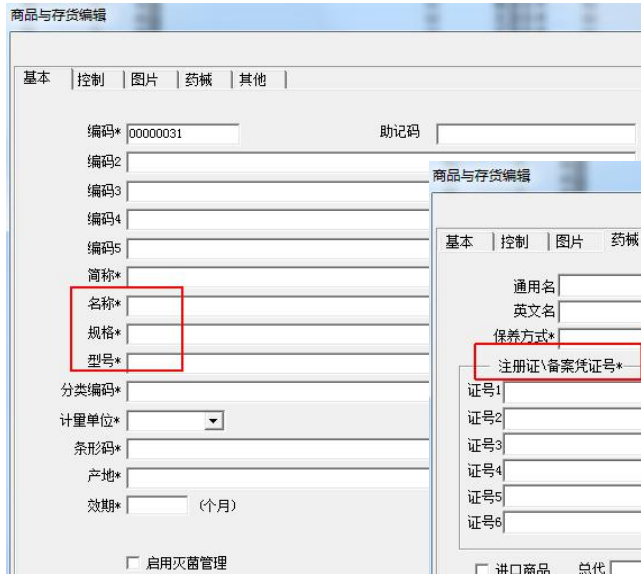 商品与存货编辑
基本 控制 图片 药械 其他
编码* 00000031 助记码
编码2
编码3
编码4
编码5
简称*
名称*
规格*
型号*
分类编码*
计量单位*
条形码*
产地*
效期* (个月)
启用灭菌管理
商品与存货编辑
基本 控制 图片 药械
通用名
英文名
保养方式*
注册证\备案凭证号*
证号1
证号2
证号3
证号4
证号5
证号6
进口商品 总代